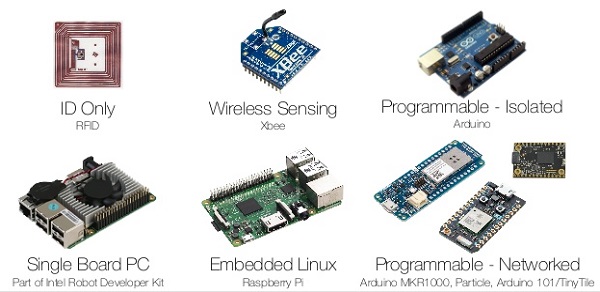 XBee
ID Only
RFID
Wireless Sensing
Xbee
Programmable - Isolated
Arduino
Single Board PC
Part of Intel Robot Developer Kit
Embedded Linux
Raspberry Pi
Programmable - Networked
Arduino MKR1000, Particle, Arduino 101/TinyTile